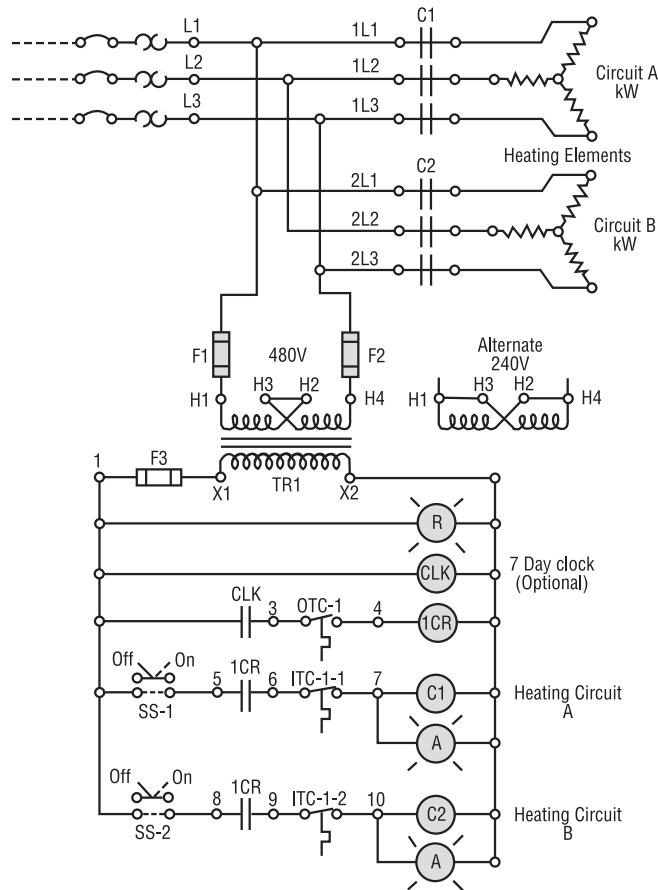 L1
1L1
C1
L2
1L2
Circuit A
kW
L3
1L3
Heating Elements
2L1
C2
2L2
Circuit B
kW
2L3
F1
480V
F2
Alternate
240V
H1
H3
H2
H4
H1
H3
H2
H4
1
F3
X1
TR1
X2
R
CLK
7 Day clock
(Optional)
CLK
3
OTC-1
4
1CR
Off
On
SS-1
5
1CR
6
ITC-1-1
7
C1
Heating Circuit
A
A
Off
On
SS-2
8
1CR
9
ITC-1-2
10
C2
Heating Circuit
B
A